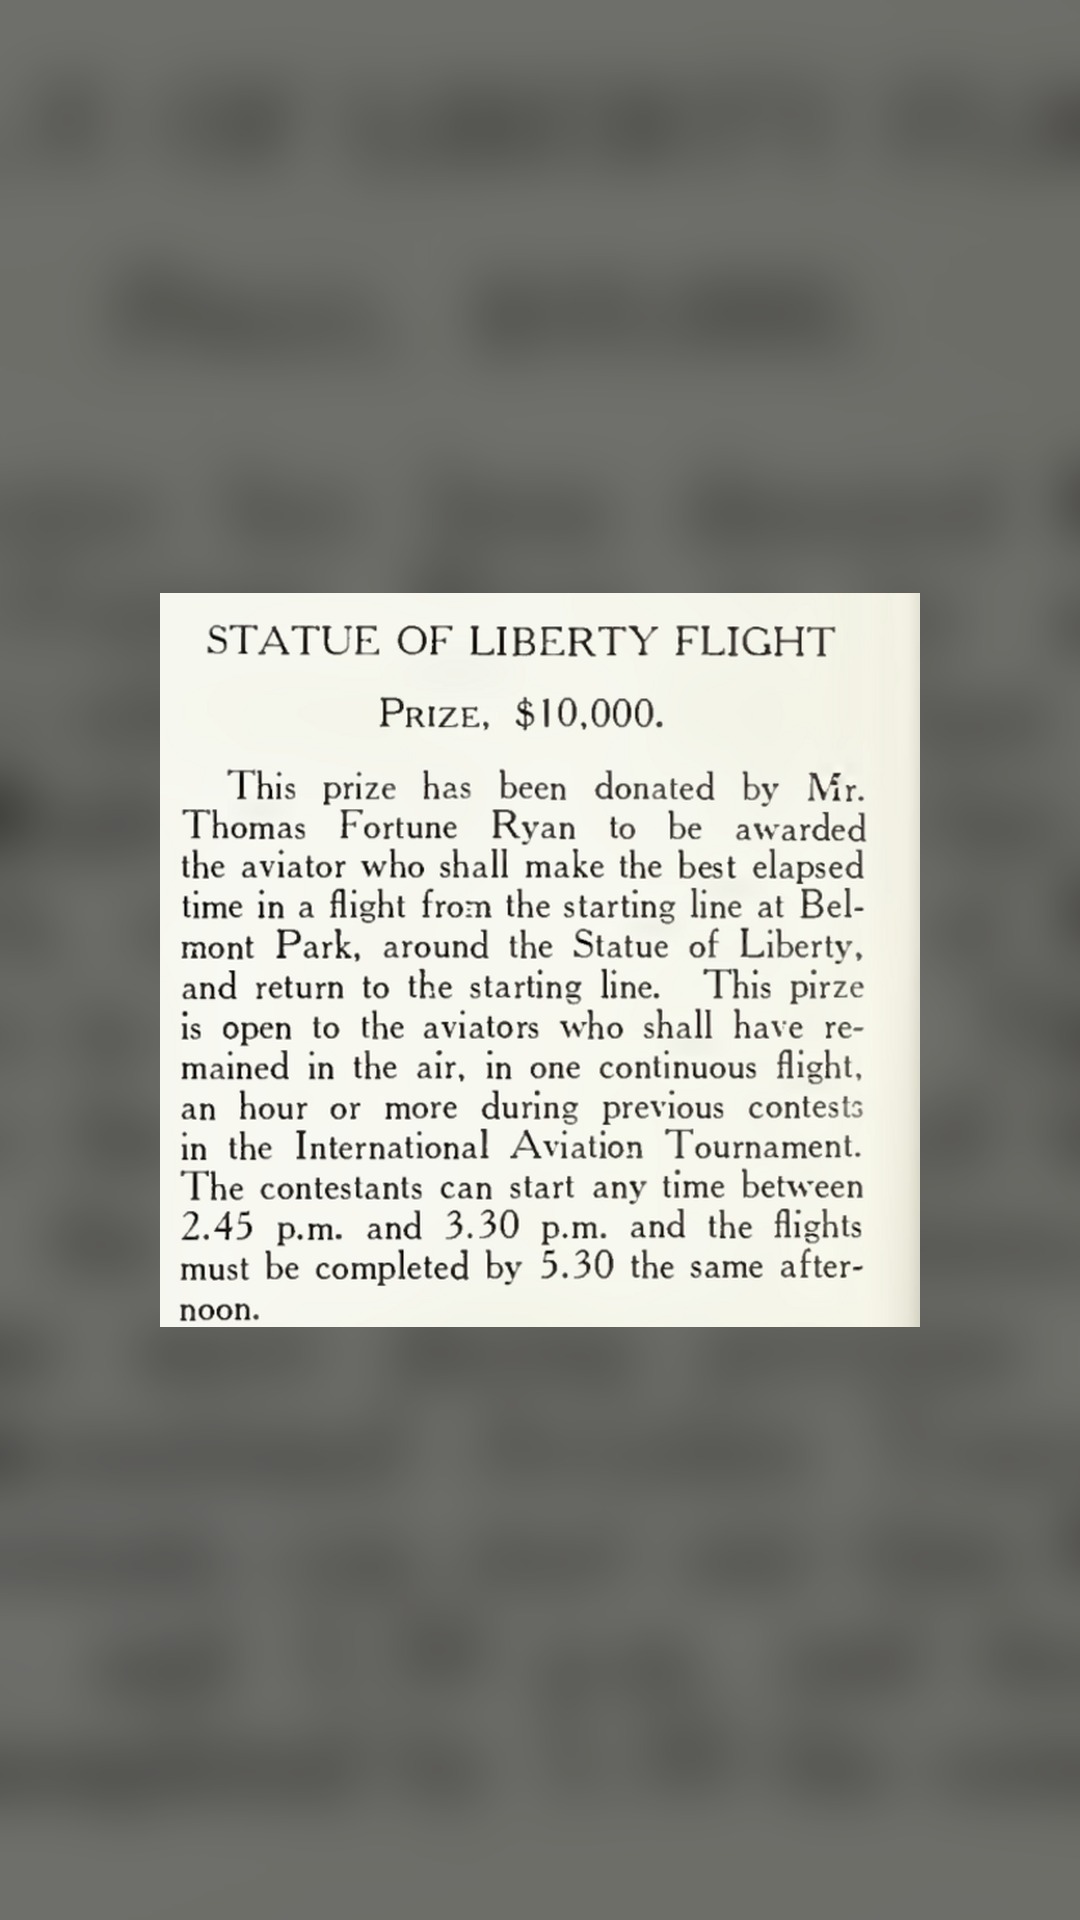 STATUE OF LIBERTY FLIGHT
PRIZE, $10,000.
This prize has been donated by Mr.
Thomas Fortune Ryan to be awarded
the aviator who shall make the best elapsed
time in a flight from the starting line at Bel-
mont Park, around the Statue of Liberty,
and return to the starting line. This pirze
is open to the aviators who shall have re-
mained in the air, in one continuous flight,
an hour or more during previous contests
in the International Aviation Tournament.
The contestants can start any time between
2.45 p.m. and 3.30 p.m. and the flights
must be completed by 5.30 the same after-
noon.